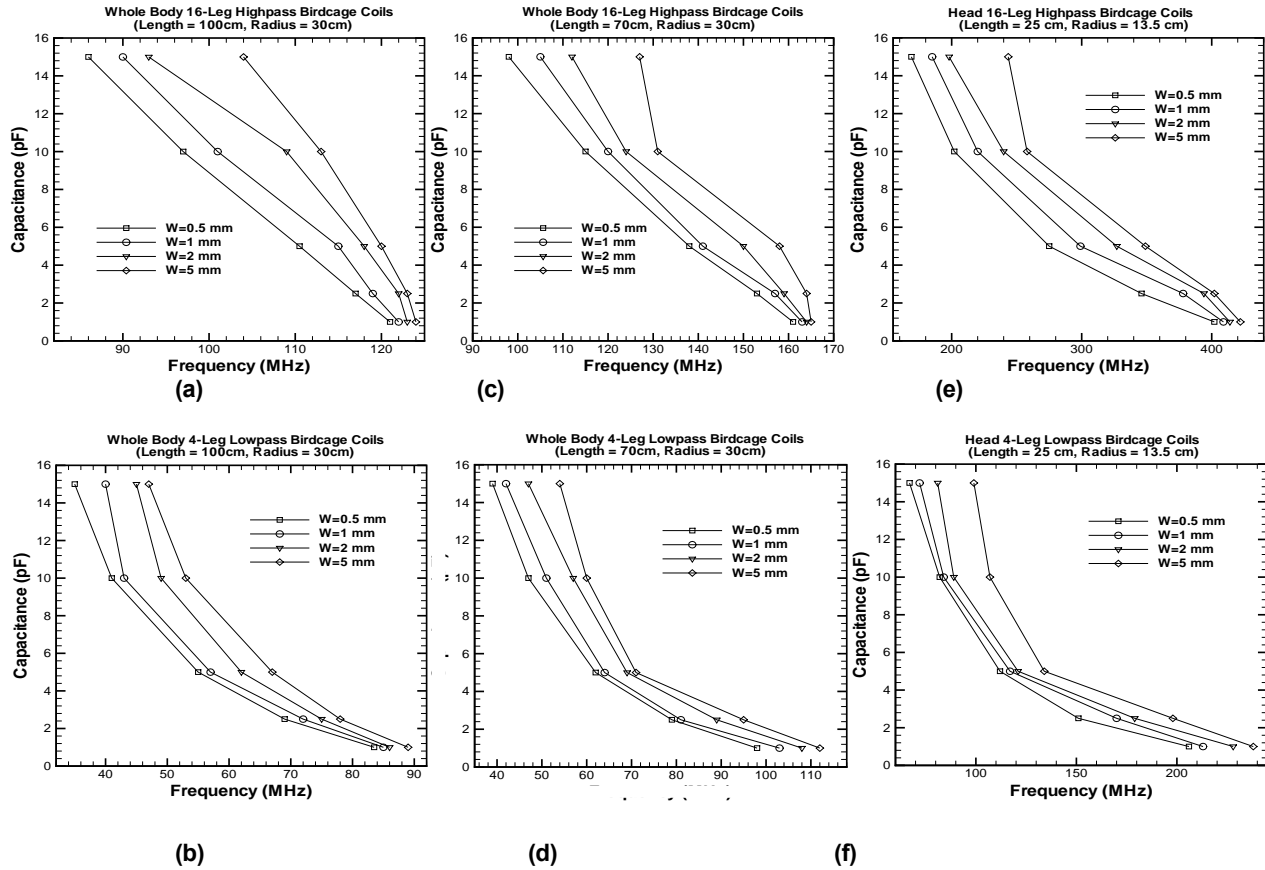 Whole Body 16-Leg Highpass Birdcage Coils
(Length = 100cm, Radius = 30cm)
Capacitance (pF)
16
14
12
10
8
6
4
2
0
W=0.5 mm
W=1 mm
W=2 mm
W=5 mm
90 100 110 120
Frequency (MHz)
(a)
Whole Body 16-Leg Highpass Birdcage Coils
(Length = 70cm, Radius = 30cm)
Capacitance (pF)
16
14
12
10
8
6
4
2
0
W=0.5 mm
W=1 mm
W=2 mm
W=5 mm
90 100 110 120 130 140 150 160 170
Frequency (MHz)
(c)
Head 16-Leg Highpass Birdcage Coils
(Length = 25 cm, Radius = 13.5 cm)
Capacitance (pF)
16
14
12
10
8
6
4
2
0
W=0.5 mm
W=1 mm
W=2 mm
W=5 mm
200 300 400
Frequency (MHz)
(e)
Whole Body 4-Leg Lowpass Birdcage Coils
(Length = 100cm, Radius = 30cm)
Capacitance (pF)
16
14
12
10
8
6
4
2
0
W=0.5 mm
W=1 mm
W=2 mm
W=5 mm
40 50 60 70 80 90
Frequency (MHz)
(b)
Whole Body 4-Leg Lowpass Birdcage Coils
(Length = 70cm, Radius = 30cm)
16
14
12
10
8
6
4
2
0
W=0.5 mm
W=1 mm
W=2 mm
W=5 mm
40 50 60 70 80 90 100 110
(d)
Head 4-Leg Lowpass Birdcage Coils
(Length = 25 cm, Radius = 13.5 cm)
Capacitance (pF)
16
14
12
10
8
6
4
2
0
W=0.5 mm
W=1 mm
W=2 mm
W=5 mm
100 150 200
Frequency (MHz)
(f)